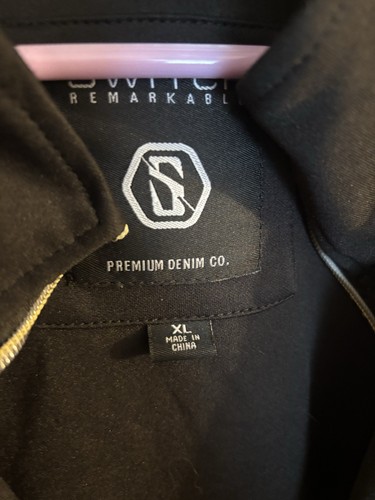 REMARKABL
S
PREMIUM DENIM CO.
XL
MADE IN
CHINA